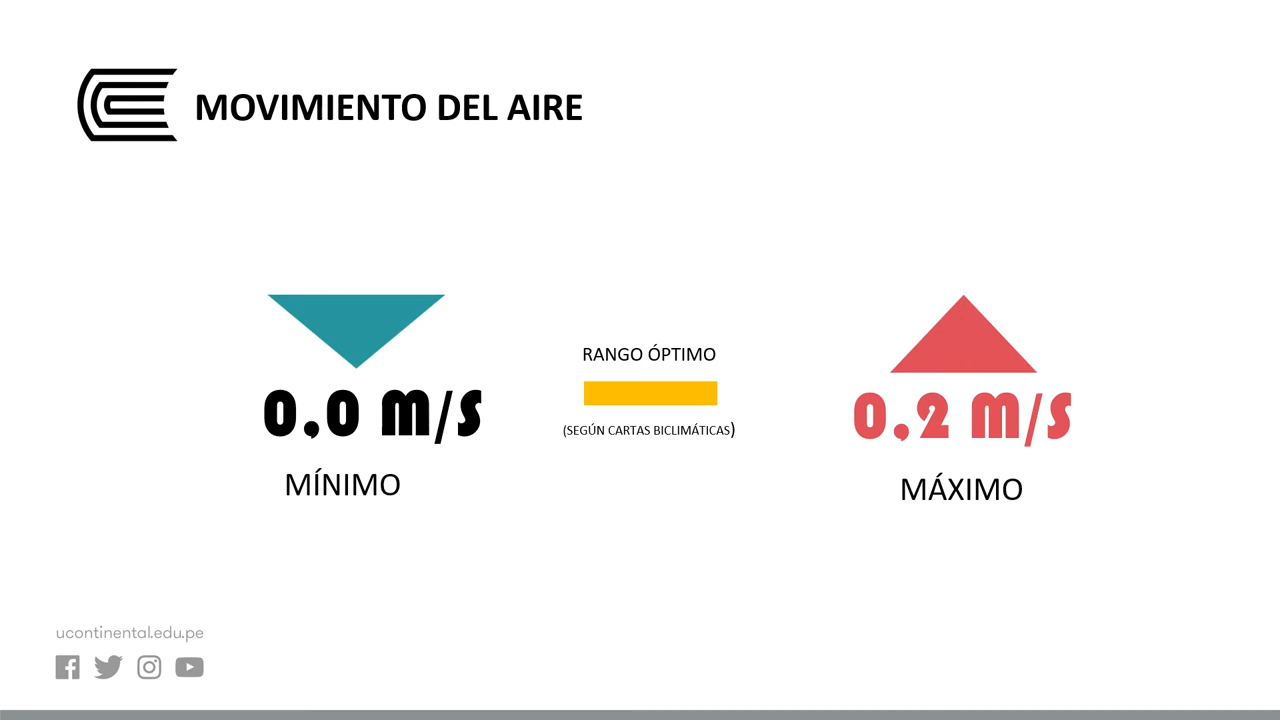 MOVIMIENTO DEL AIRE
0,0 M/S
MÍNIMO
RANGO ÓPTIMO
(SEGÚN CARTAS BICLIMÁTICAS)
0,2 M/S
MÁXIMO
ucontinental.edu.pe